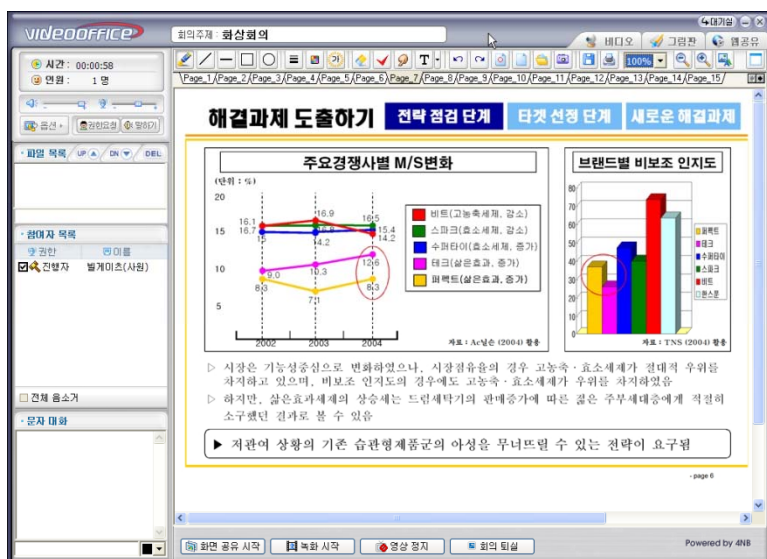 VIDEOOFFICE
회의주제 : 화상회의
대기실
비디오
그림판
웹공유
시간: 00:00:58
인원: 1 명
옵션
권한요청
말하기
100%
Page_1 Page_2 Page_3 Page_4 Page_5 Page_6 Page_7 Page_8 Page_9 Page_10 Page_11 Page_12 Page_13 Page_14 Page_15
파일 목록 UP DN DEL
참여자 목록
권한 이름
진행자 벌게이츠(사원)
전체 음소거
문자 대화
해결과제 도출하기
전략 점검 단계
타겟 선정 단계
새로운 해결과제
주요경쟁사별 M/S변화
(단위 : %)
20
15
10
5
16.1
16.7
15
16.9
14.2
16.5
15.4
14.2
9.0
10.3
12.6
8.3
7.1
8.3
2002 2003 2004
비트(고농축세제, 감소)
스파크(효소세제, 감소)
수퍼타이(효소세제, 증가)
테크(삶은효과, 증가)
퍼펙트(삶은효과, 증가)
자료 : Ac닐슨 (2004) 활용
브랜드별 비보조 인지도
80
70
60
50
40
30
20
10
0
퍼펙트
테크
수퍼타이
스파크
비트
한스푼
자료 : TNS (2004) 활용
▷ 시장은 기능성중심으로 변화하였으나, 시장점유율의 경우 고농축·효소세제가 절대적 우위를
차지하고 있으며, 비보조 인지도의 경우에도 고농축·효소세제가 우위를 차지하였음
▷ 하지만, 삶은효과세제의 상승세는 드럼세탁기의 판매증가에 따른 젊은 주부세대층에게 적절히
소구했던 결과로 볼 수 있음
▶ 저관여 상황의 기존 습관형제품군의 아성을 무너뜨릴 수 있는 전략이 요구됨
- page 6
화면 공유 시작
녹화 시작
영상 정지
회의 퇴실
Powered by 4NB